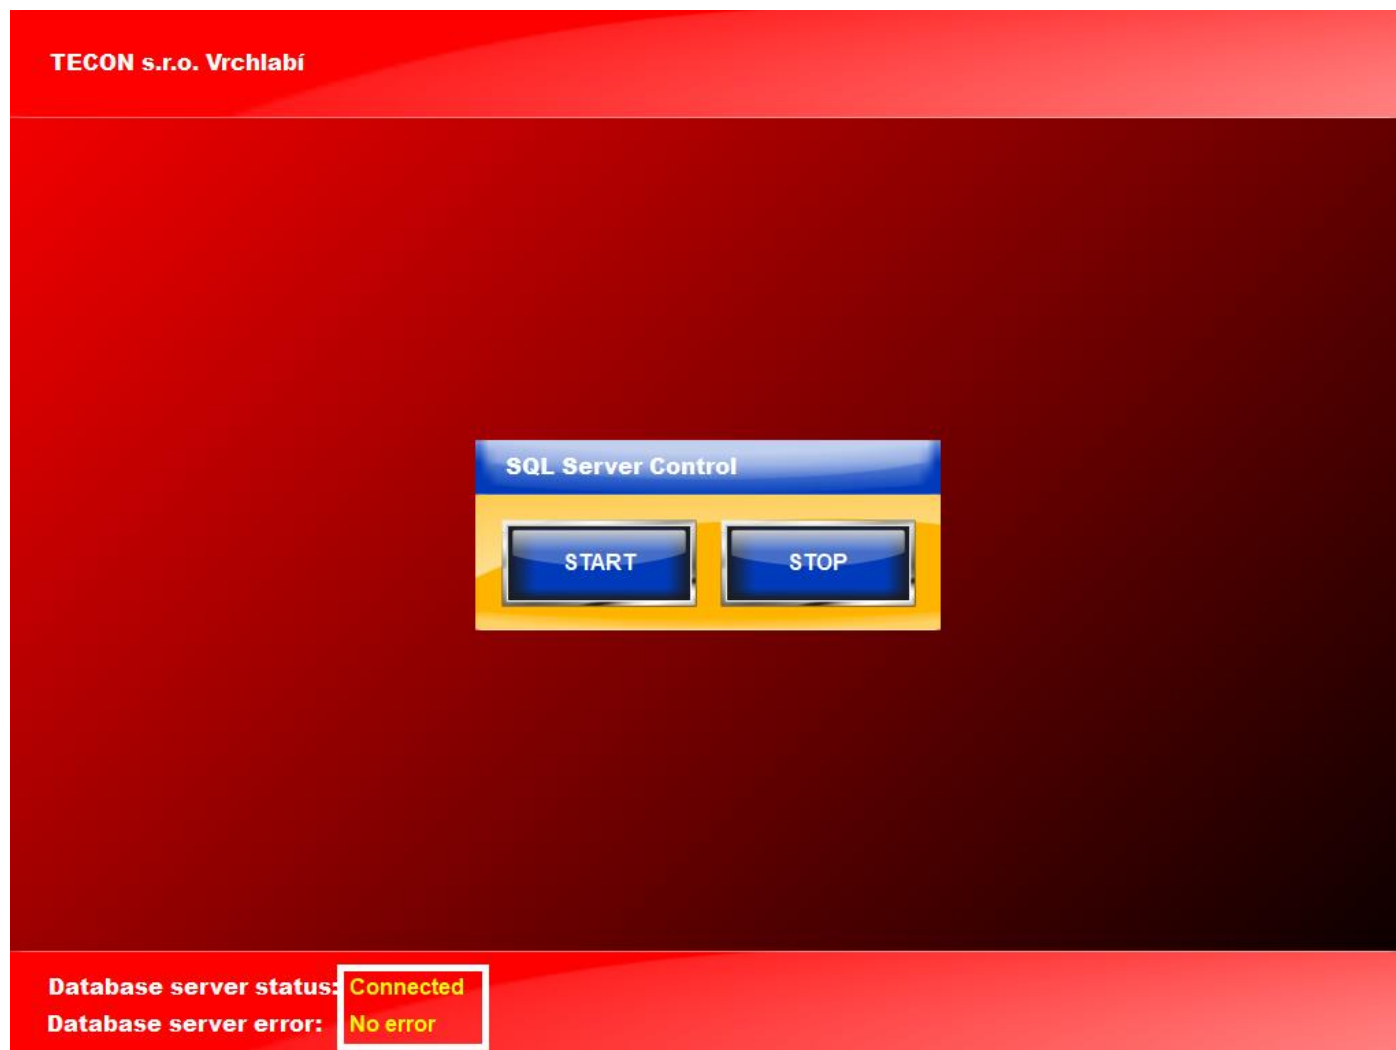 TECON s.r.o. Vrchlabí
SQL Server Control
START STOP
Database server status: Connected
Database server error: No error